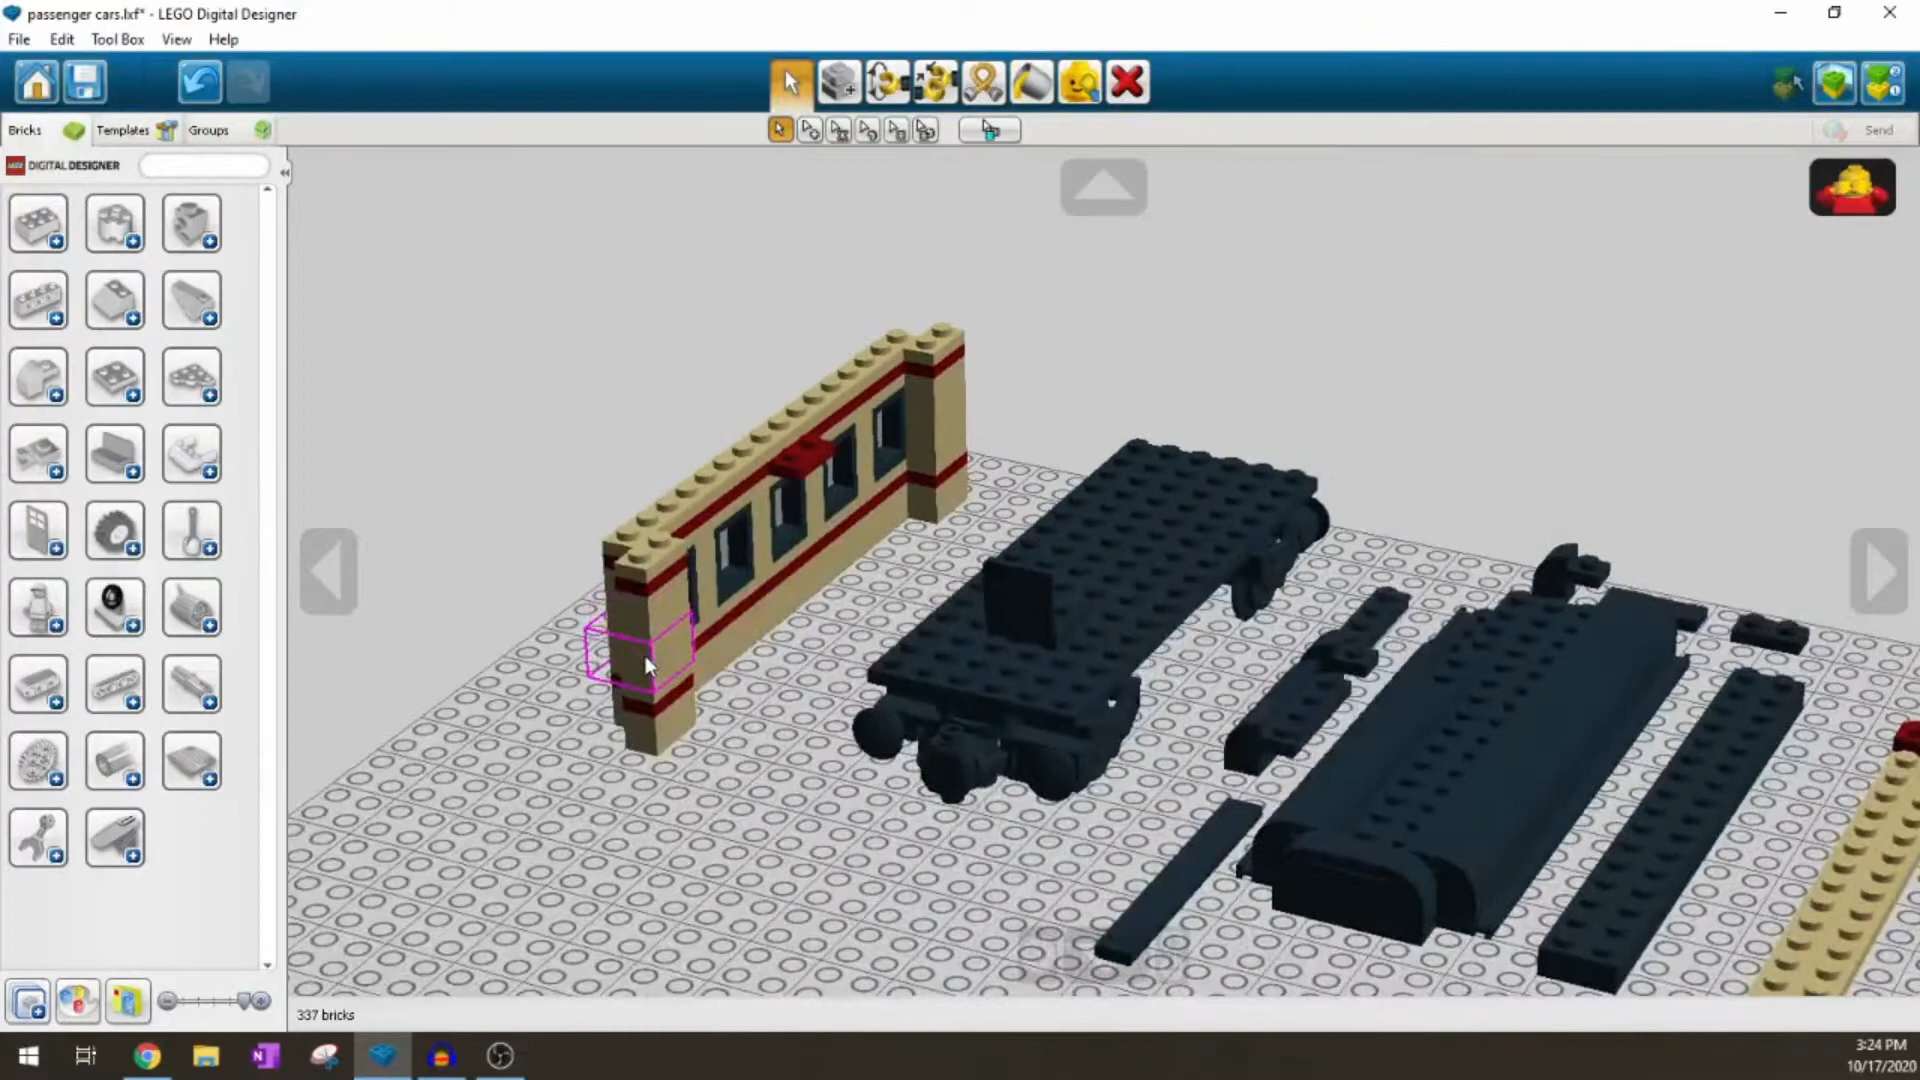 passenger cars.lxf* - LEGO Digital Designer
File Edit Tool Box View Help
Bricks Templates Groups Send
DIGITAL DESIGNER
337 bricks
3:24 PM
10/17/2020